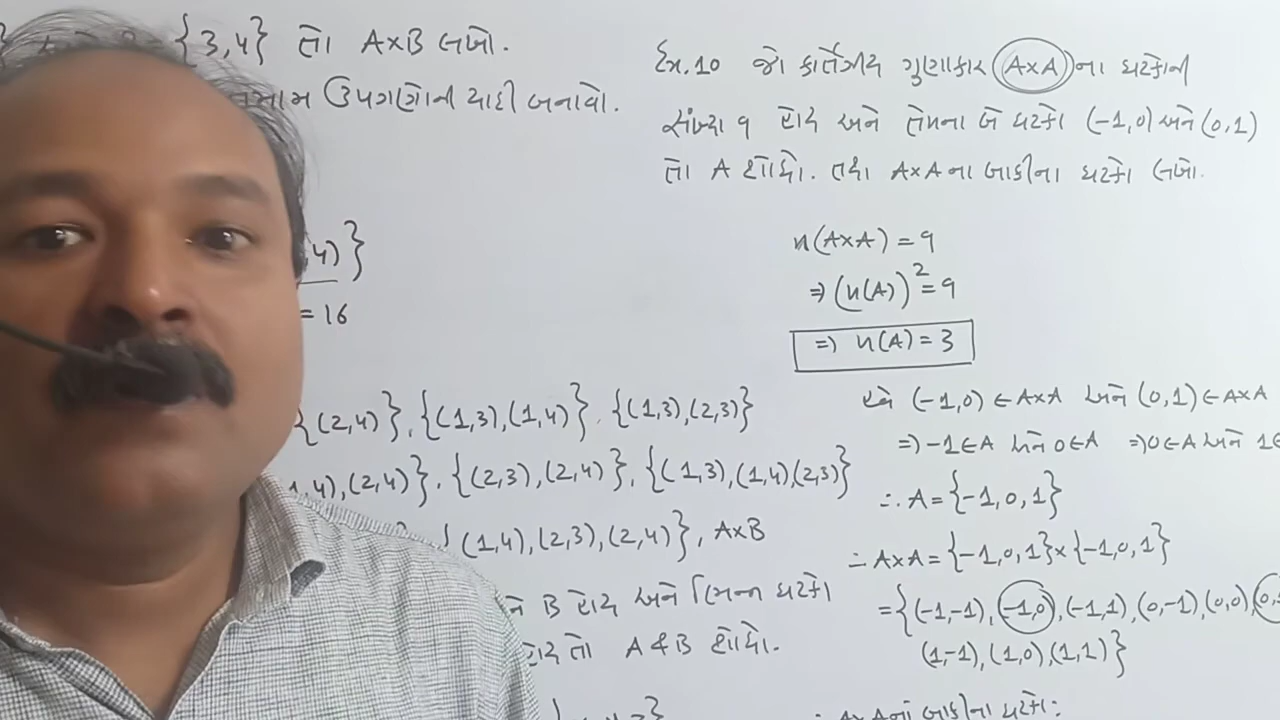 = {3,4} તો A×B લખો.
તમામ ઉપગણોની યાદી બનાવો.
,4)}
= 16
{(2,4)}, {(1,3),(1,4)}, {(1,3),(2,3)}
1,4),(2,4)}, {(2,3),(2,4)}, {(1,3),(1,4)(2,3)}
{(1,4),(2,3),(2,4)}, A×B
અને B હોય અને ભિન્ન ઘટકો
હોય તો A & B શોધો.
Ex.10 જો કાર્તેઝીય ગુણાકાર A×A ના ઘટકોની
સંખ્યા 9 હોય અને તેમના બે ઘટકો (-1,0) અને (0,1)
તો A શોધો. તથા A×A ના બાકીના ઘટકો લખો.
n(A×A) = 9
⇒ (n(A))² = 9
⇒ n(A) = 3
હવે (-1,0) ∈ A×A અને (0,1) ∈ A×A
⇒ -1∈A અને 0∈A ⇒ 0∈A અને 1∈
∴ A = {-1,0,1}
∴ A×A = {-1,0,1}×{-1,0,1}
= {(-1,-1), (-1,0), (-1,1), (0,-1), (0,0), (0,
(1,-1), (1,0), (1,1)}
∴ A×A નાં બાકીના ઘટકો: